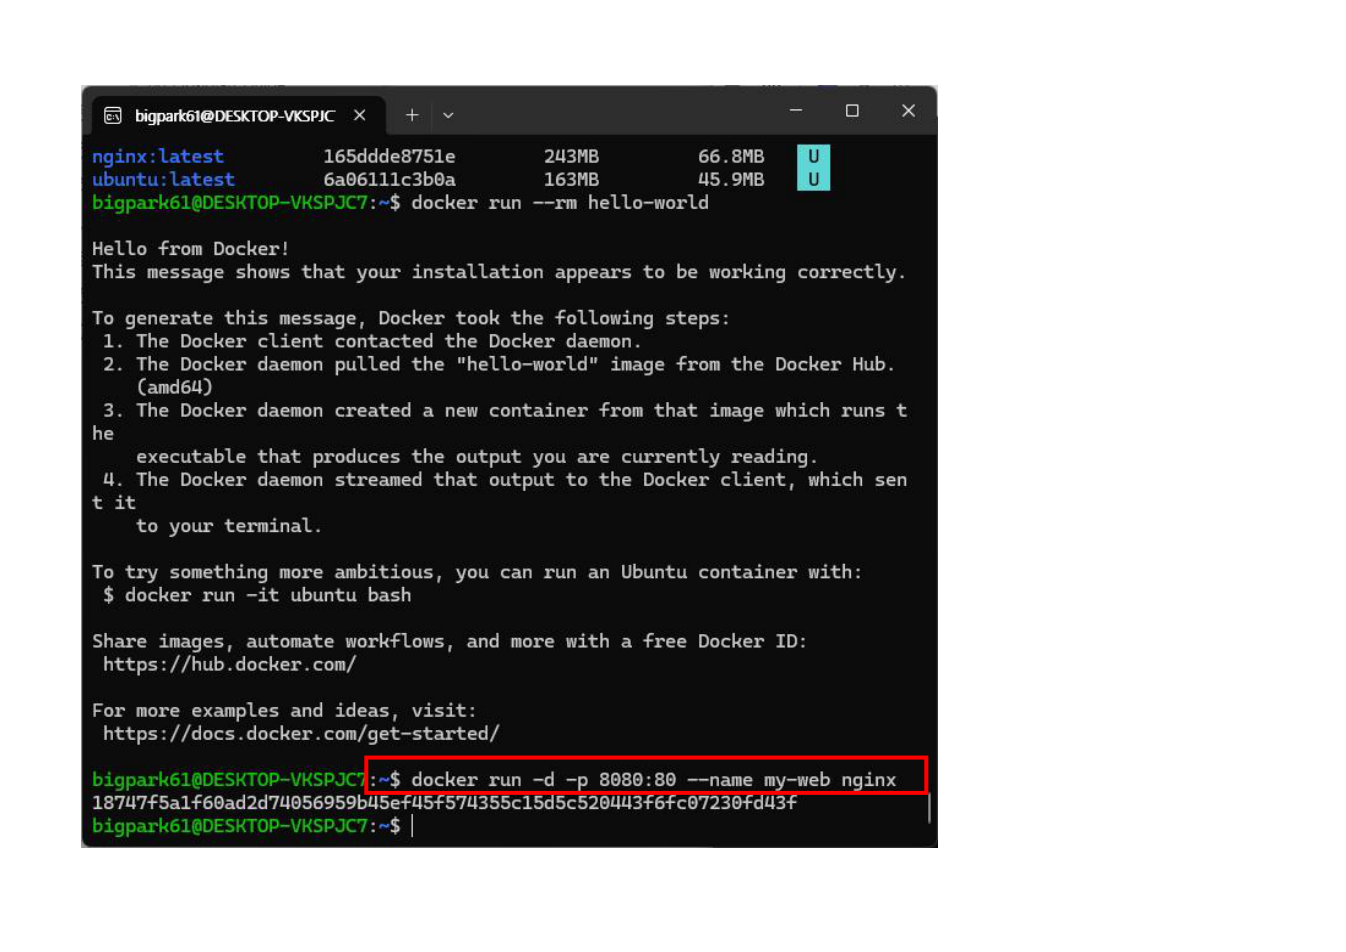 bigpark61@DESKTOP-VKSPJC
nginx:latest 165ddde8751e 243MB 66.8MB U
ubuntu:latest 6a06111c3b0a 163MB 45.9MB U
bigpark61@DESKTOP-VKSPJC7:~$ docker run --rm hello-world
Hello from Docker!
This message shows that your installation appears to be working correctly.
To generate this message, Docker took the following steps:
1. The Docker client contacted the Docker daemon.
2. The Docker daemon pulled the "hello-world" image from the Docker Hub.
(amd64)
3. The Docker daemon created a new container from that image which runs t
he
executable that produces the output you are currently reading.
4. The Docker daemon streamed that output to the Docker client, which sen
t it
to your terminal.
To try something more ambitious, you can run an Ubuntu container with:
$ docker run -it ubuntu bash
Share images, automate workflows, and more with a free Docker ID:
https://hub.docker.com/
For more examples and ideas, visit:
https://docs.docker.com/get-started/
bigpark61@DESKTOP-VKSPJC7:~$ docker run -d -p 8080:80 --name my-web nginx
18747f5a1f60ad2d74056959b45ef45f574355c15d5c520443f6fc07230fd43f
bigpark61@DESKTOP-VKSPJC7:~$